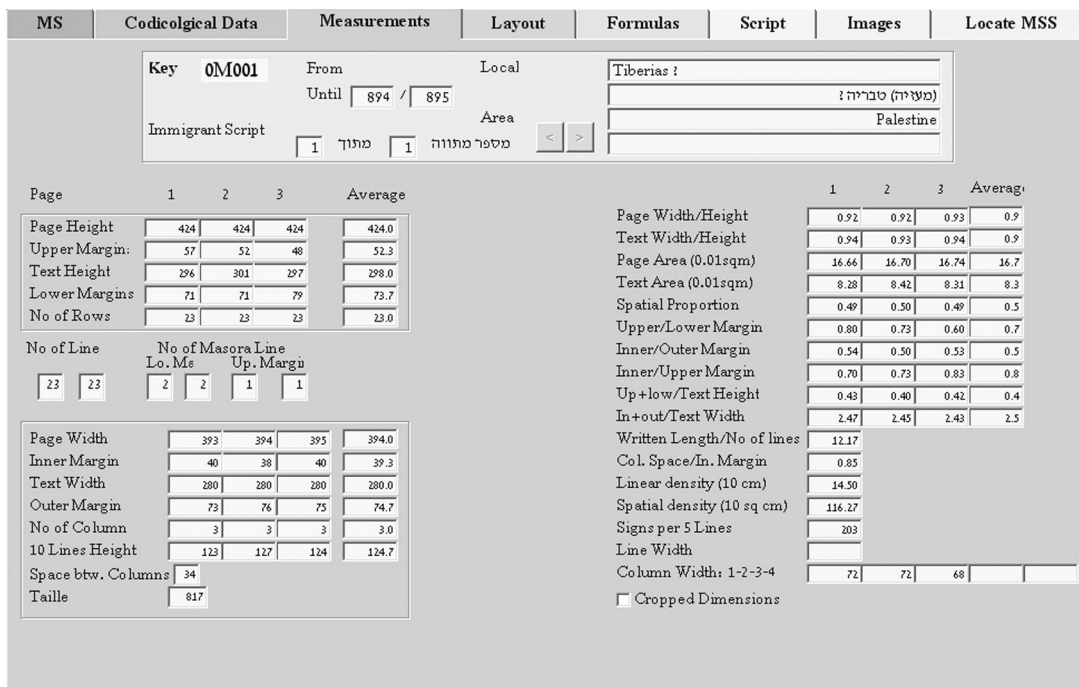 MS Codicolgical Data Measurements Layout Formulas Script Images Locate MSS
Key 0M001 From Local Tiberias ?
Until 894 / 895 (מעזיה) טבריה ?
Area Palestine
Immigrant Script 1 מתוך 1 מספר מתווה < >
Page 1 2 3 Average
Page Height 424 424 424 424.0
Upper Margin: 57 52 48 52.3
Text Height 296 301 297 298.0
Lower Margins 71 71 79 73.7
No of Rows 23 23 23 23.0
No of Line No of Masora Line
Lo. Me Up. Margin
23 23 2 2 1 1
Page Width 393 394 395 394.0
Inner Margin 40 38 40 39.3
Text Width 280 280 280 280.0
Outer Margin 73 76 75 74.7
No of Column 3 3 3 3.0
10 Lines Height 123 127 124 124.7
Space btw. Columns 34
Taille 817
1 2 3 Averag
Page Width/Height 0.92 0.92 0.93 0.9
Text Width/Height 0.94 0.93 0.94 0.9
Page Area (0.01sqm) 16.66 16.70 16.74 16.7
Text Area (0.01sqm) 8.28 8.42 8.31 8.3
Spatial Proportion 0.49 0.50 0.49 0.5
Upper/Lower Margin 0.80 0.73 0.60 0.7
Inner/Outer Margin 0.54 0.50 0.53 0.5
Inner/Upper Margin 0.70 0.73 0.83 0.8
Up+low/Text Height 0.43 0.40 0.42 0.4
In+out/Text Width 2.47 2.45 2.43 2.5
Written Length/No of lines 12.17
Col. Space/In. Margin 0.85
Linear density (10 cm) 14.50
Spatial density (10 sq cm) 116.27
Signs per 5 Lines 203
Line Width
Column Width: 1-2-3-4 72 72 68
Cropped Dimensions